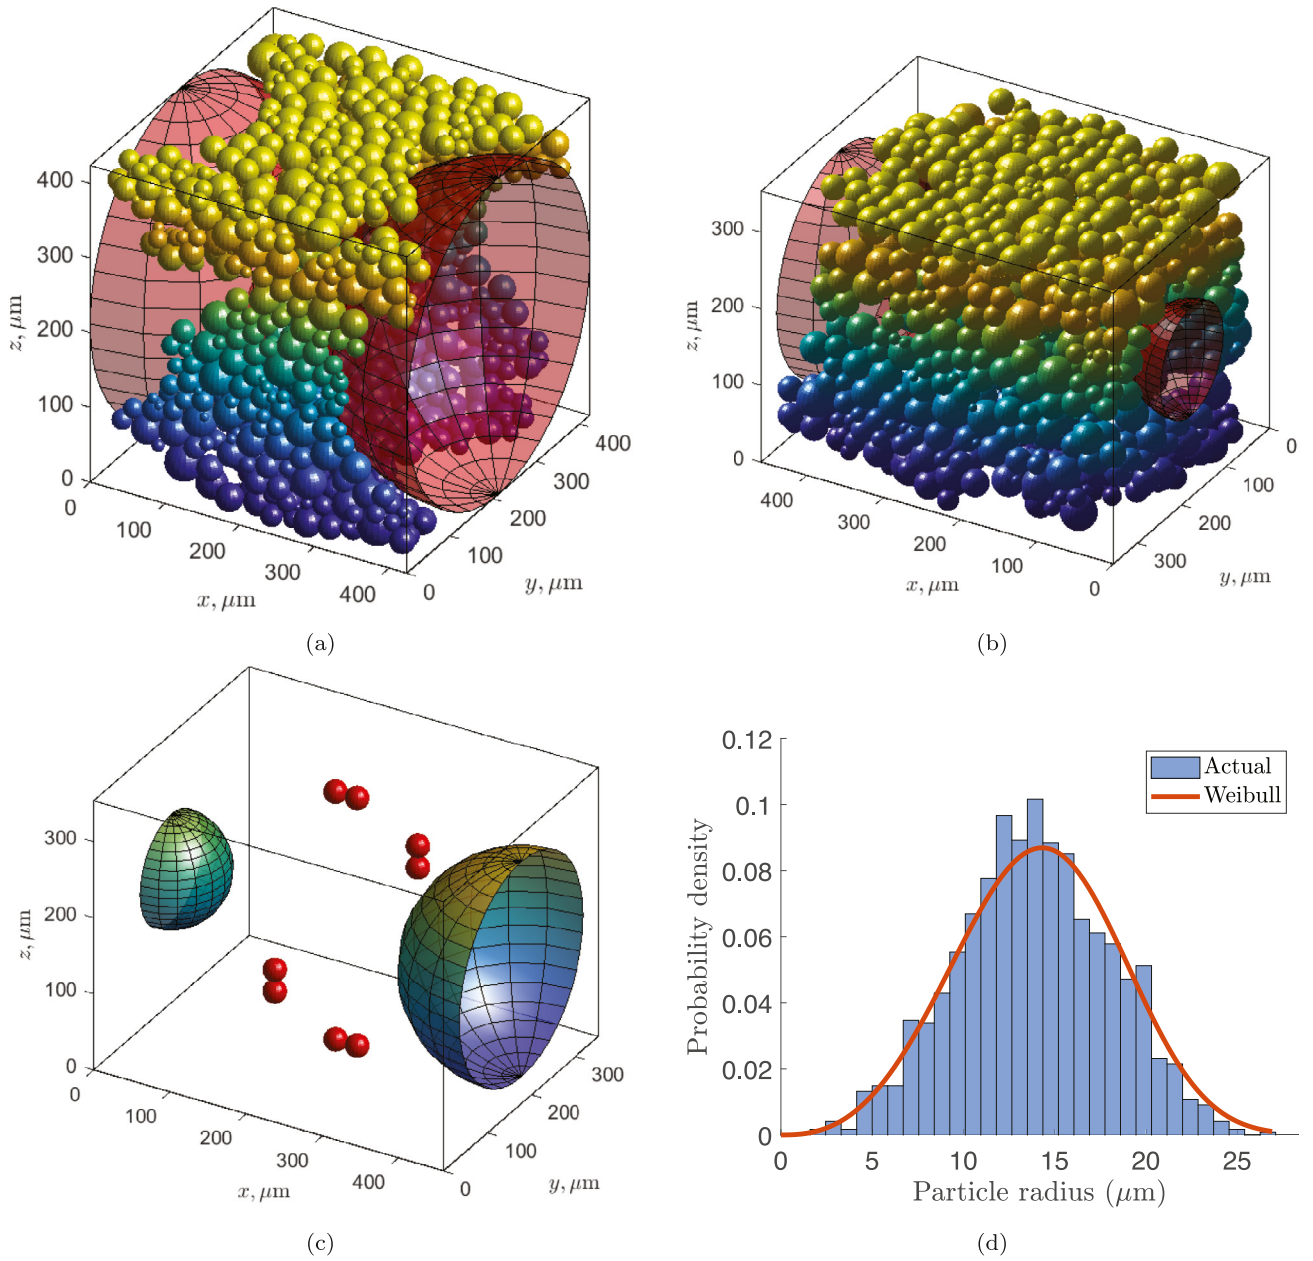 400
300
200
100
0
z, μm
0
100
200
300
400
x, μm
0
100
200
300
400
y, μm
(a)
300
200
100
0
z, μm
400
300
200
100
0
x, μm
0
100
200
300
y, μm
(b)
300
200
100
0
z, μm
0
100
200
300
400
x, μm
0
100
200
300
y, μm
(c)
0.12
0.1
0.08
0.06
0.04
0.02
0
Probability density
Actual
Weibull
0 5 10 15 20 25
Particle radius (μm)
(d)